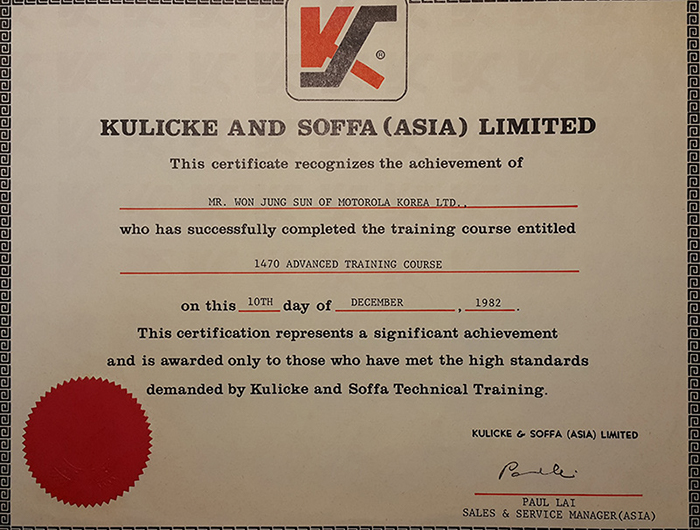 KS ®
KULICKE AND SOFFA (ASIA) LIMITED
This certificate recognizes the achievement of
MR. WON JUNG SUN OF MOTOROLA KOREA LTD.,
who has successfully completed the training course entitled
1470 ADVANCED TRAINING COURSE
on this 10TH day of DECEMBER , 1982 .
This certification represents a significant achievement
and is awarded only to those who have met the high standards
demanded by Kulicke and Soffa Technical Training.
KULICKE & SOFFA (ASIA) LIMITED
PAUL LAI
SALES & SERVICE MANAGER(ASIA)